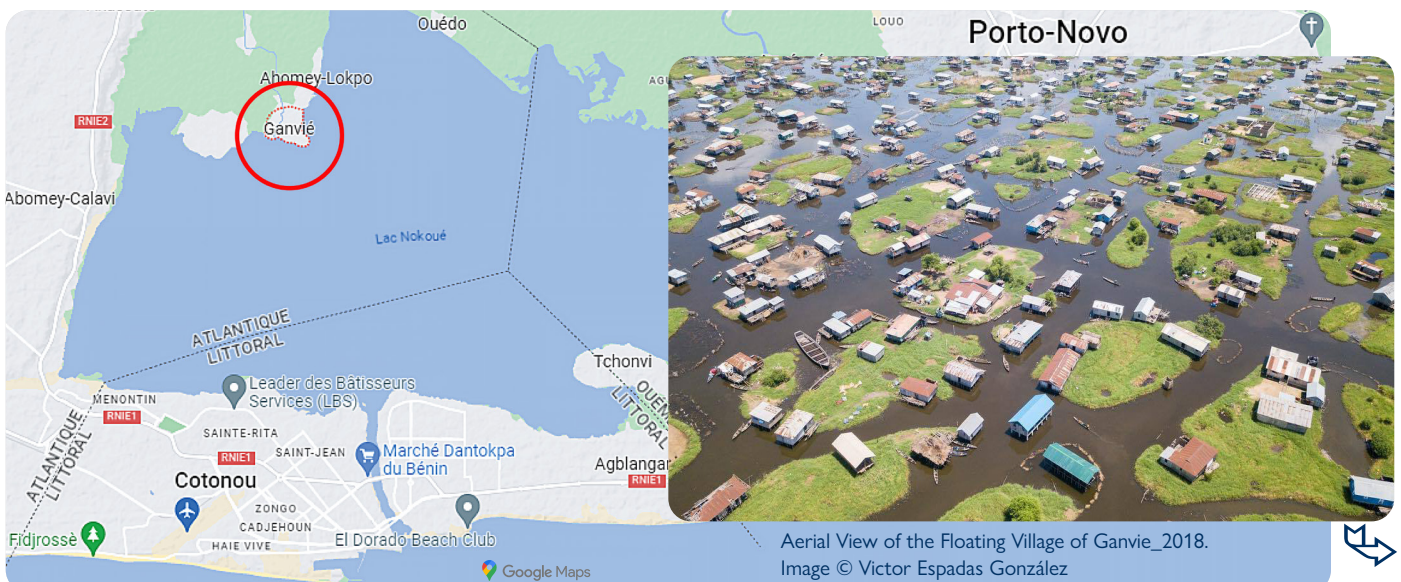 Ouédo
LOUO
Porto-Novo
Ahomey-Lokpo
AG
RNIE2
Ganvié
Abomey-Calavi
Lac Nokoué
ATLANTIQUE
LITTORAL
Tchonvi
Leader des Bâtisseurs
Services (LBS)
MENONTIN
RNIE1
OUÉM
LITTORAL
ATLANTIQUE
LITTORAL
SAINTE-RITA
RNIE1
SAINT-JEAN
Marché Dantokpa
du Bénin
Agblangan
RNIE1
Cotonou
ZONGO
CADJEHOUN
Fidjrossè
HAIE VIVE
El Dorado Beach Club
Google Maps
Aerial View of the Floating Village of Ganvie_2018.
Image © Victor Espadas González